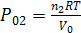 P₀₂ = n₂RT / V₀